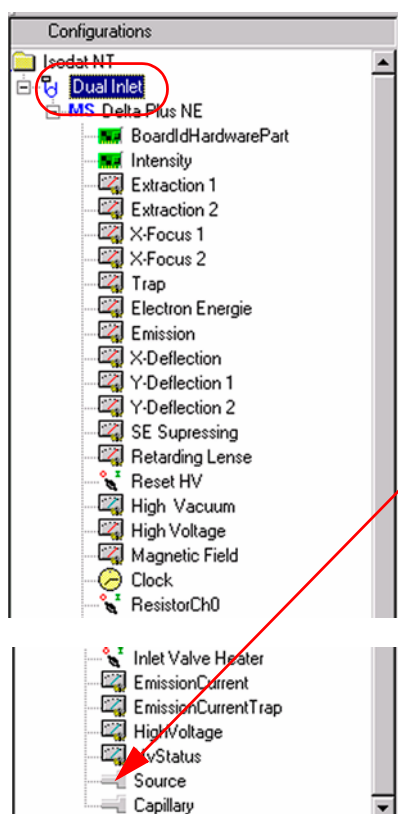 Configurations
Isodat NT
Dual Inlet
MS Delta Plus NE
BoardIdHardwarePart
Intensity
Extraction 1
Extraction 2
X-Focus 1
X-Focus 2
Trap
Electron Energie
Emission
X-Deflection
Y-Deflection 1
Y-Deflection 2
SE Supressing
Retarding Lense
Reset HV
High Vacuum
High Voltage
Magnetic Field
Clock
ResistorCh0
Inlet Valve Heater
EmissionCurrent
EmissionCurrentTrap
HighVoltage
HvStatus
Source
Capillary